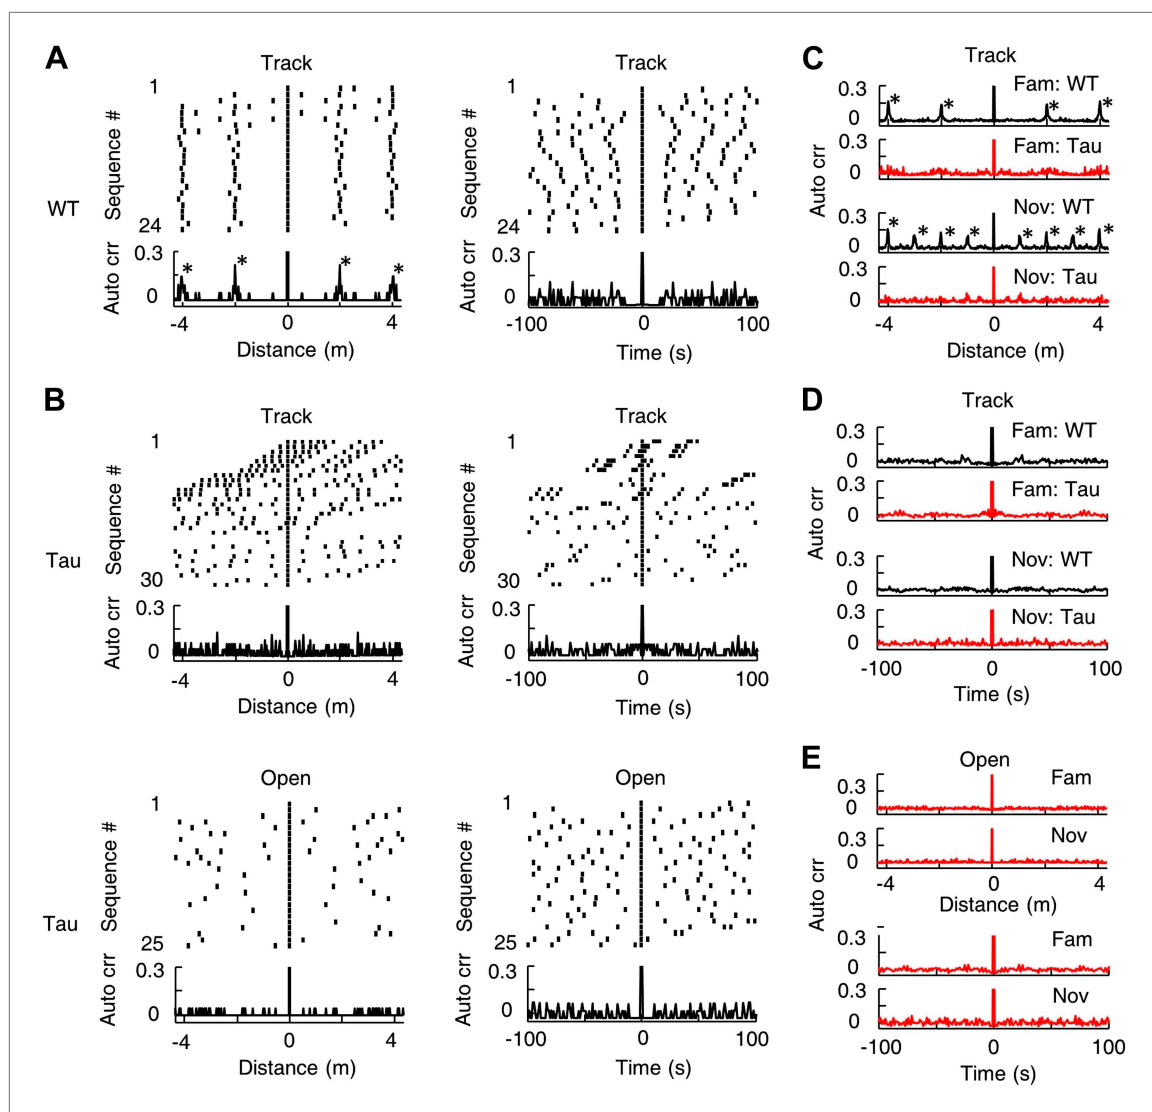 A
Track
Track
1
1
Sequence #
Sequence #
WT
24
24
Auto crr
0.3
0
* * * *
Auto crr
0.3
0
-4 0 4
Distance (m)
-100 0 100
Time (s)
B
Track
Track
1
1
Sequence #
Sequence #
Tau
30
30
Auto crr
0.3
0
Auto crr
0.3
0
-4 0 4
Distance (m)
-100 0 100
Time (s)
Open
Open
1
1
Sequence #
Sequence #
Tau
25
25
Auto crr
0.3
0
Auto crr
0.3
0
-4 0 4
Distance (m)
-100 0 100
Time (s)
C
Track
Auto crr
0.3
0
Fam: WT
* * * *
0.3
0
Fam: Tau
0.3
0
Nov: WT
* * * * * * * *
0.3
0
Nov: Tau
-4 0 4
Distance (m)
D
Track
Auto crr
0.3
0
Fam: WT
0.3
0
Fam: Tau
0.3
0
Nov: WT
0.3
0
Nov: Tau
-100 0 100
Time (s)
E
Open
Auto crr
0.3
0
Fam
0.3
0
Nov
-4 0 4
Distance (m)
0.3
0
Fam
0.3
0
Nov
-100 0 100
Time (s)